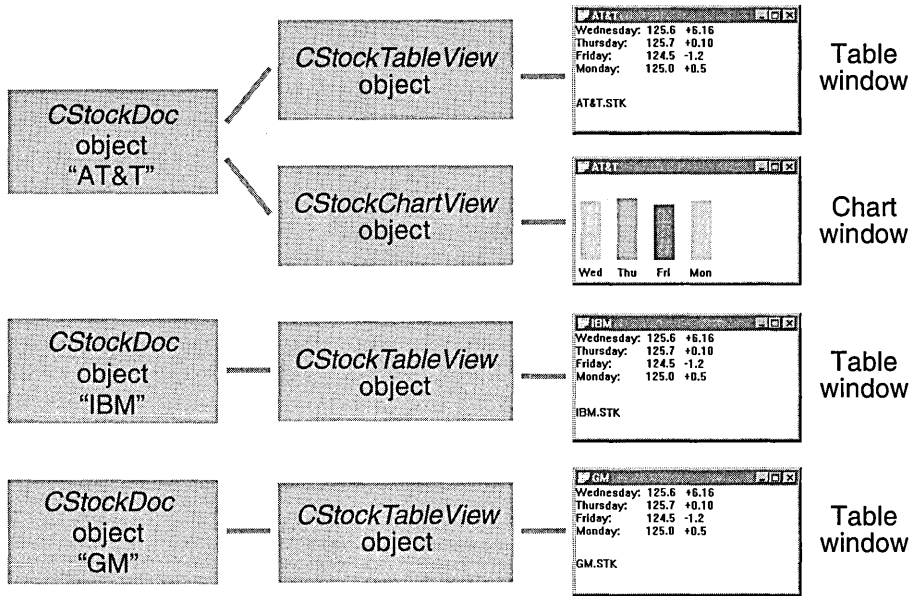 CStockDoc
object
“AT&T”
CStockTableView
object
AT&T
Wednesday: 125.6 +6.16
Thursday: 125.7 +0.10
Friday: 124.5 -1.2
Monday: 125.0 +0.5
AT&T.STK
Table
window
CStockChartView
object
AT&T
Wed Thu Fri Mon
Chart
window
CStockDoc
object
“IBM”
CStockTableView
object
IBM
Wednesday: 125.6 +6.16
Thursday: 125.7 +0.10
Friday: 124.5 -1.2
Monday: 125.0 +0.5
IBM.STK
Table
window
CStockDoc
object
“GM”
CStockTableView
object
GM
Wednesday: 125.6 +6.16
Thursday: 125.7 +0.10
Friday: 124.5 -1.2
Monday: 125.0 +0.5
GM.STK
Table
window